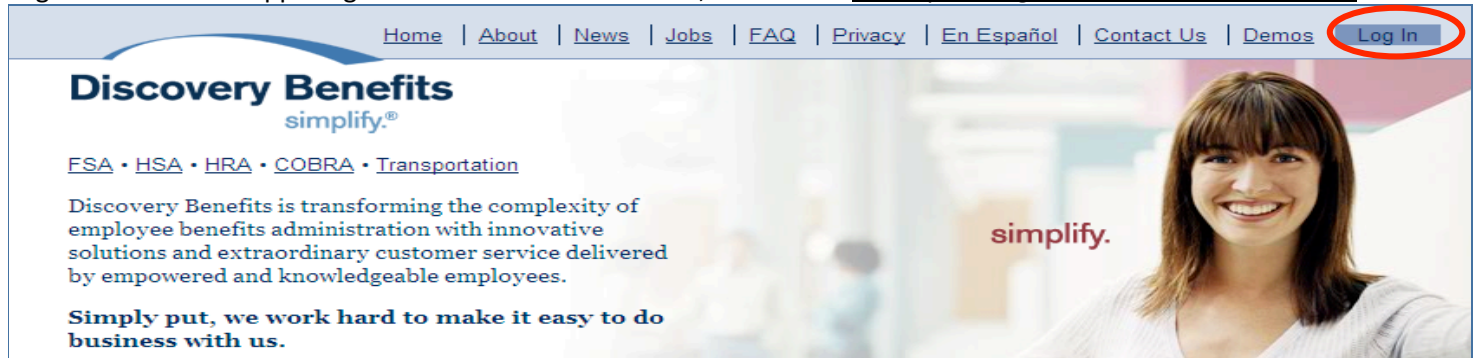 Home | About | News | Jobs | FAQ | Privacy | En Español | Contact Us | Demos Log In
Discovery Benefits
simplify.®
FSA • HSA • HRA • COBRA • Transportation
Discovery Benefits is transforming the complexity of
employee benefits administration with innovative
solutions and extraordinary customer service delivered
by empowered and knowledgeable employees.
simplify.
Simply put, we work hard to make it easy to do
business with us.